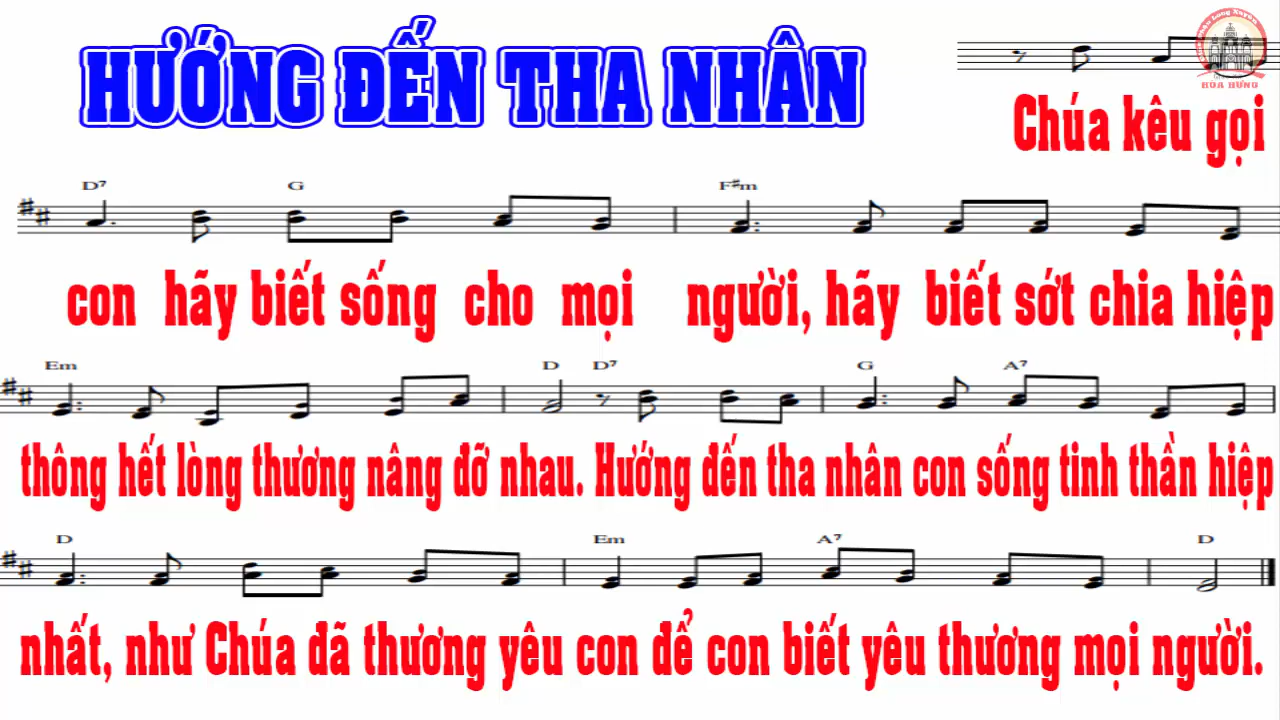 HƯỚNG ĐẾN THA NHÂN
HÒA HƯNG
Chúa kêu gọi
D7 G F#m
con hãy biết sống cho mọi người, hãy biết sớt chia hiệp
Em D D7 G A7
thông hết lòng thương nâng đỡ nhau. Hướng đến tha nhân con sống tinh thần hiệp
D Em A7 D
nhất, như Chúa đã thương yêu con để con biết yêu thương mọi người.